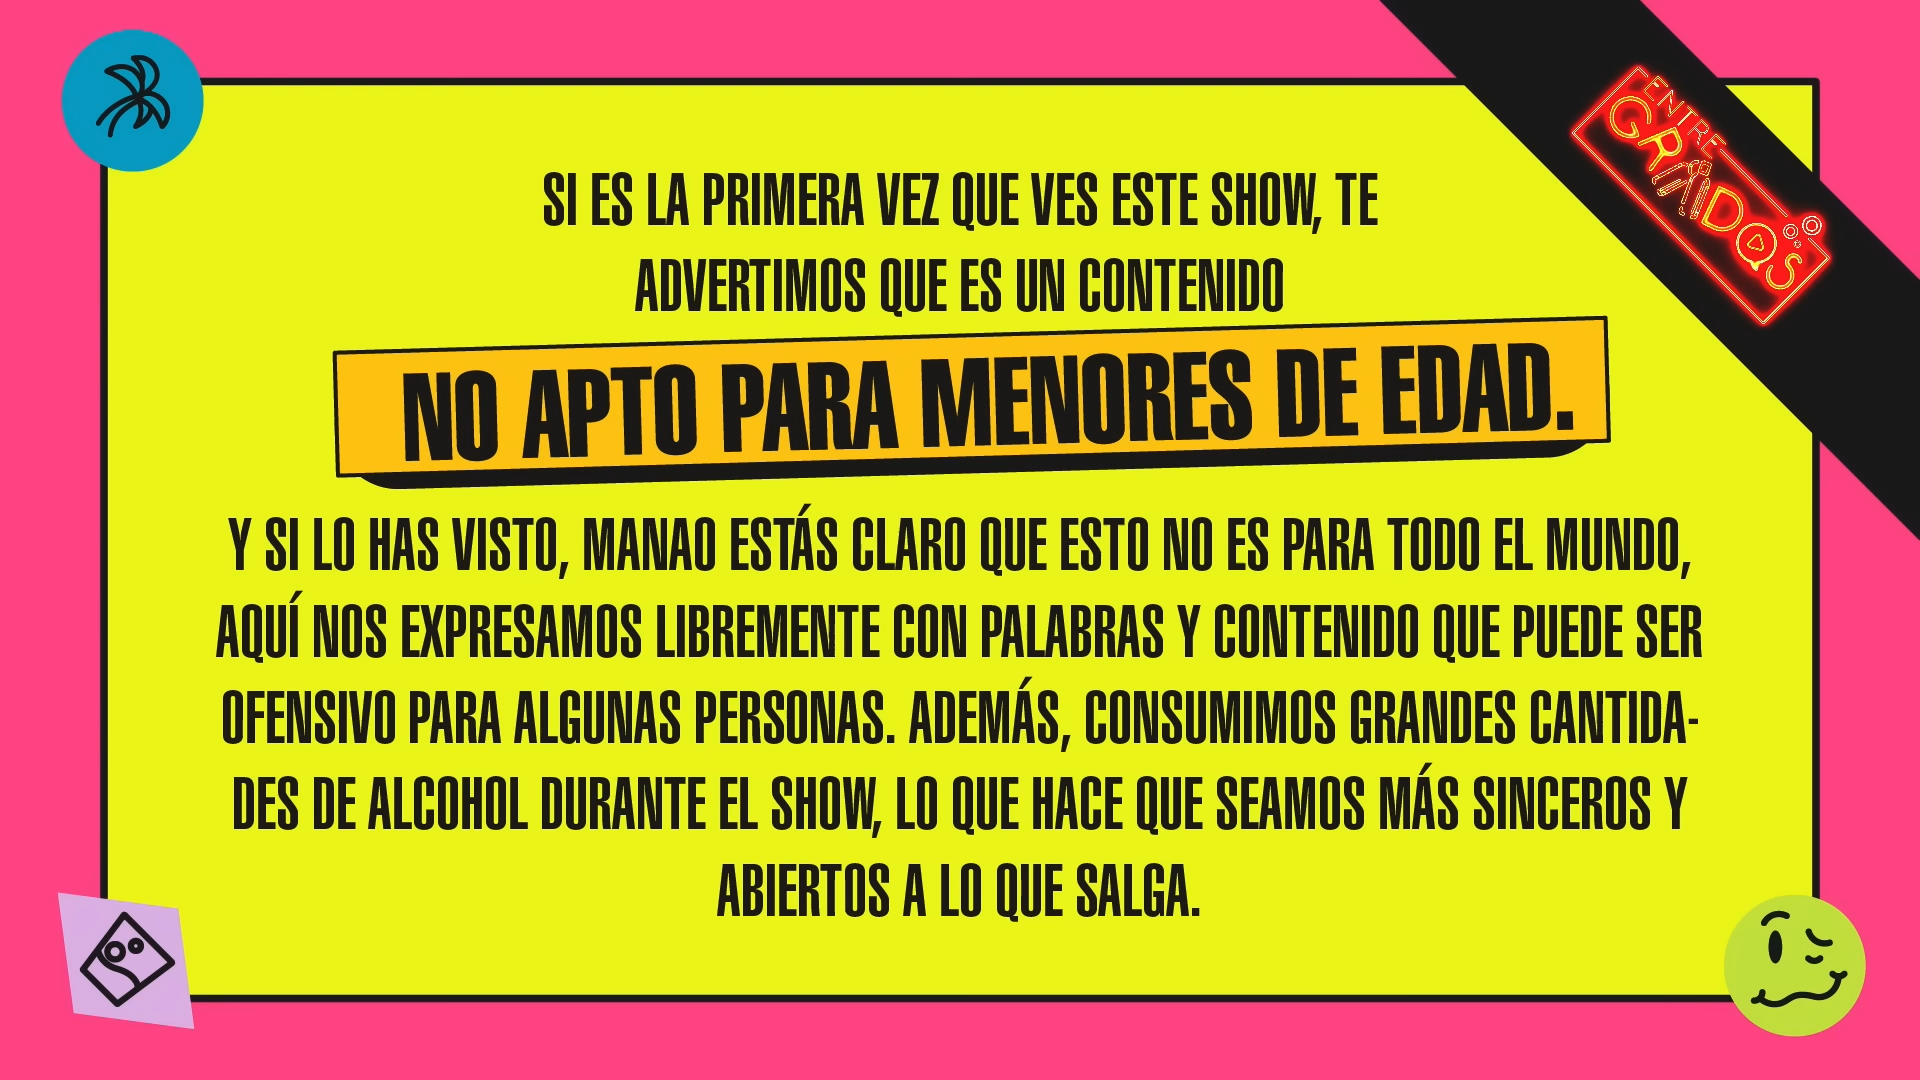 ENTRE
GRADOS
SI ES LA PRIMERA VEZ QUE VES ESTE SHOW, TE
ADVERTIMOS QUE ES UN CONTENIDO
NO APTO PARA MENORES DE EDAD.
Y SI LO HAS VISTO, MANAO ESTÁS CLARO QUE ESTO NO ES PARA TODO EL MUNDO,
AQUÍ NOS EXPRESAMOS LIBREMENTE CON PALABRAS Y CONTENIDO QUE PUEDE SER
OFENSIVO PARA ALGUNAS PERSONAS. ADEMÁS, CONSUMIMOS GRANDES CANTIDA-
DES DE ALCOHOL DURANTE EL SHOW, LO QUE HACE QUE SEAMOS MÁS SINCEROS Y
ABIERTOS A LO QUE SALGA.